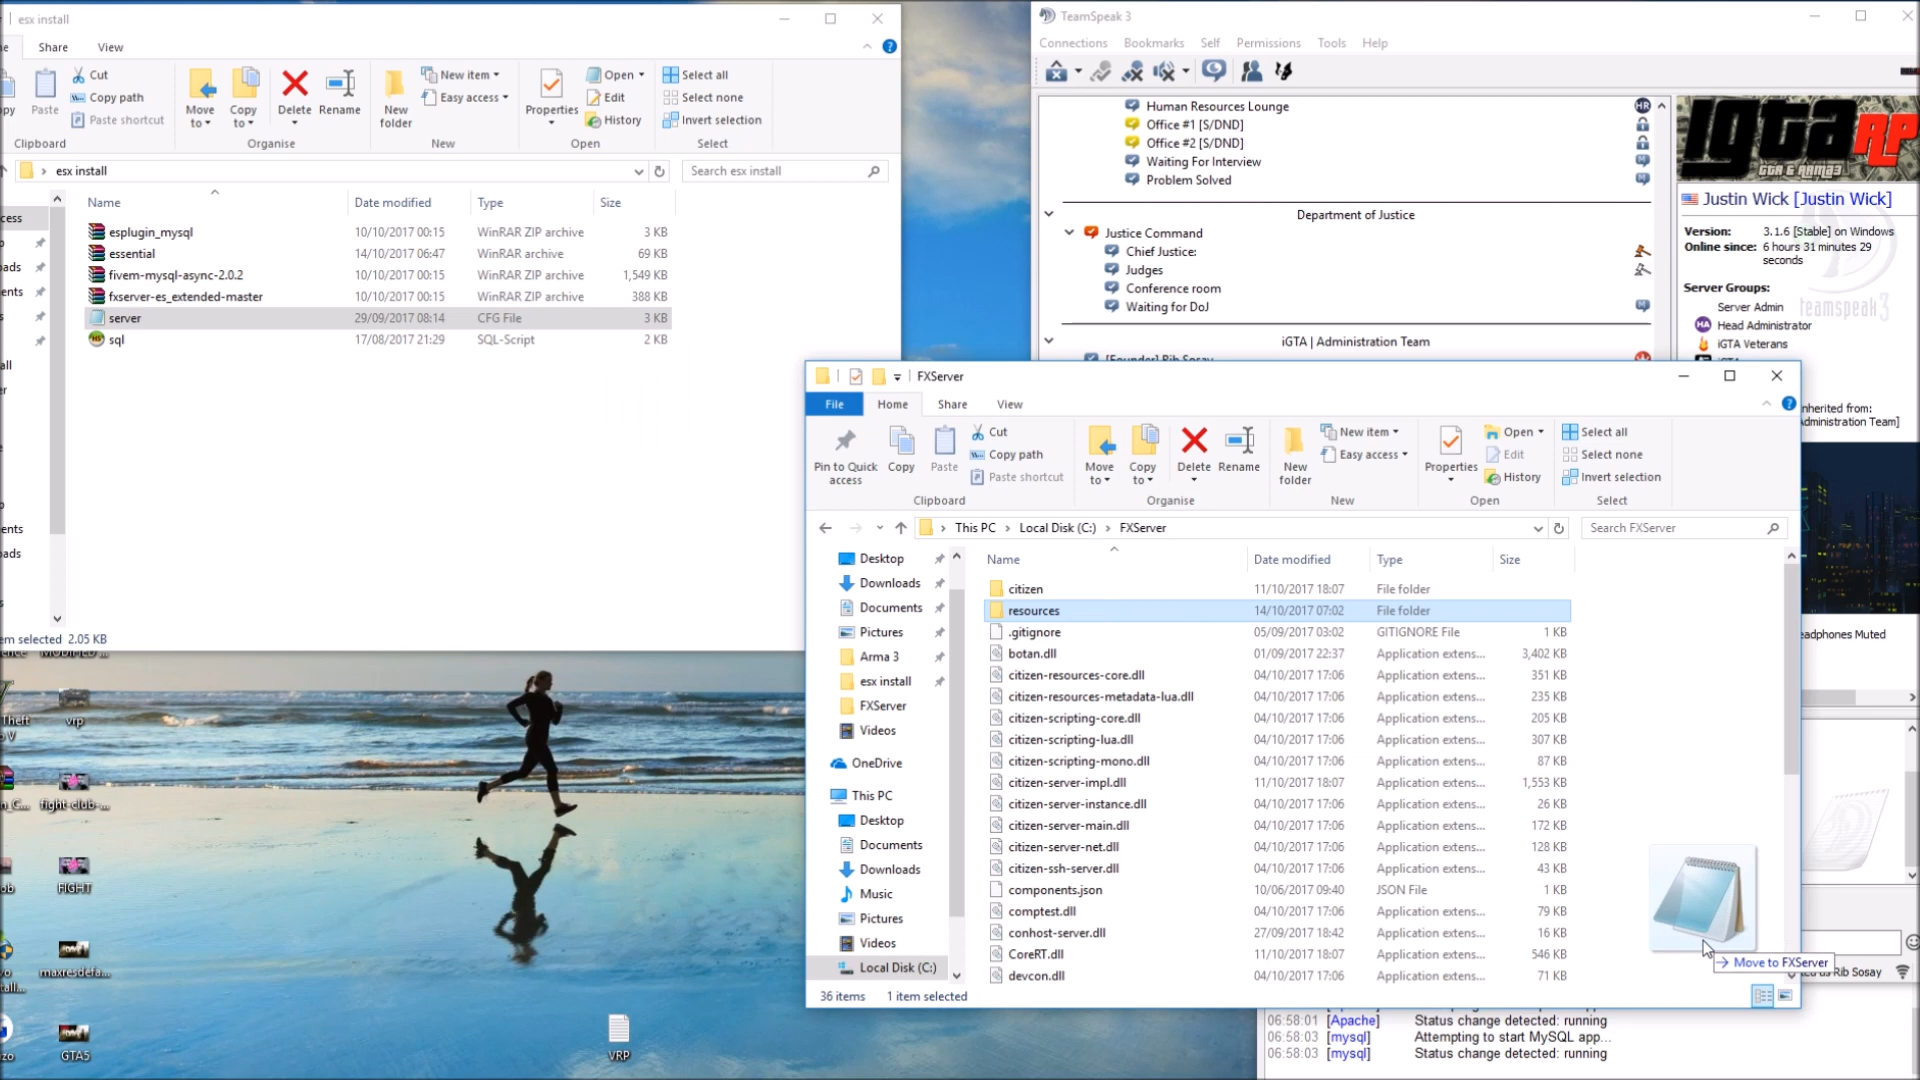 esx install
Share
View
Cut
Copy path
Paste shortcut
Paste
Clipboard
Move to
Copy to
Delete
Rename
Organise
New folder
New item
Easy access
New
Properties
Open
Edit
History
Open
Select all
Select none
Invert selection
Select
esx install
Search esx install
Name
Date modified
Type
Size
esplugin_mysql 10/10/2017 00:15 WinRAR ZIP archive 3 KB
essential 14/10/2017 06:47 WinRAR archive 69 KB
fivem-mysql-async-2.0.2 10/10/2017 00:15 WinRAR ZIP archive 1,549 KB
fxserver-es_extended-master 10/10/2017 00:15 WinRAR ZIP archive 388 KB
server 29/09/2017 08:14 CFG File 3 KB
sql 17/08/2017 21:29 SQL-Script 2 KB
em selected 2.05 KB
TeamSpeak 3
Connections Bookmarks Self Permissions Tools Help
Human Resources Lounge
Office #1 [S/DND]
Office #2 [S/DND]
Waiting For Interview
Problem Solved
Department of Justice
Justice Command
Chief Justice:
Judges
Conference room
Waiting for DoJ
iGTA | Administration Team
[Founder] Rib Sosay
iGTA RP
GTA & ARMA3
Justin Wick [Justin Wick]
Version: 3.1.6 [Stable] on Windows
Online since: 6 hours 31 minutes 29
seconds
Server Groups:
Server Admin
Head Administrator
iGTA Veterans
teamspeak3
nherited from:
dministration Team]
eadphones Muted
FXServer
File
Home
Share
View
Pin to Quick access
Copy
Paste
Cut
Copy path
Paste shortcut
Clipboard
Move to
Copy to
Delete
Rename
Organise
New folder
New item
Easy access
New
Properties
Open
Edit
History
Open
Select all
Select none
Invert selection
Select
This PC > Local Disk (C:) > FXServer
Search FXServer
Desktop
Downloads
Documents
Pictures
Arma 3
esx install
FXServer
Videos
OneDrive
This PC
Desktop
Documents
Downloads
Music
Pictures
Videos
Local Disk (C:)
Name
Date modified
Type
Size
citizen 11/10/2017 18:07 File folder
resources 14/10/2017 07:02 File folder
.gitignore 05/09/2017 03:02 GITIGNORE File 1 KB
botan.dll 01/09/2017 22:37 Application extens... 3,402 KB
citizen-resources-core.dll 04/10/2017 17:06 Application extens... 351 KB
citizen-resources-metadata-lua.dll 04/10/2017 17:06 Application extens... 235 KB
citizen-scripting-core.dll 04/10/2017 17:06 Application extens... 205 KB
citizen-scripting-lua.dll 04/10/2017 17:06 Application extens... 307 KB
citizen-scripting-mono.dll 04/10/2017 17:06 Application extens... 87 KB
citizen-server-impl.dll 11/10/2017 18:07 Application extens... 1,553 KB
citizen-server-instance.dll 04/10/2017 17:06 Application extens... 26 KB
citizen-server-main.dll 04/10/2017 17:06 Application extens... 172 KB
citizen-server-net.dll 04/10/2017 17:06 Application extens... 128 KB
citizen-ssh-server.dll 04/10/2017 17:06 Application extens... 43 KB
components.json 10/06/2017 09:40 JSON File 1 KB
comptest.dll 04/10/2017 17:06 Application extens... 79 KB
conhost-server.dll 27/09/2017 18:42 Application extens... 16 KB
CoreRT.dll 11/10/2017 18:07 Application extens... 546 KB
devcon.dll 04/10/2017 17:06 Application extens... 71 KB
Move to FXServer
36 items 1 item selected
Rib Sosay
06:58:01 [Apache] Status change detected: running
06:58:03 [mysql] Attempting to start MySQL app...
06:58:03 [mysql] Status change detected: running
vrp
fight-club-...
FIGHT
maxresdefa...
GTA5
VRP